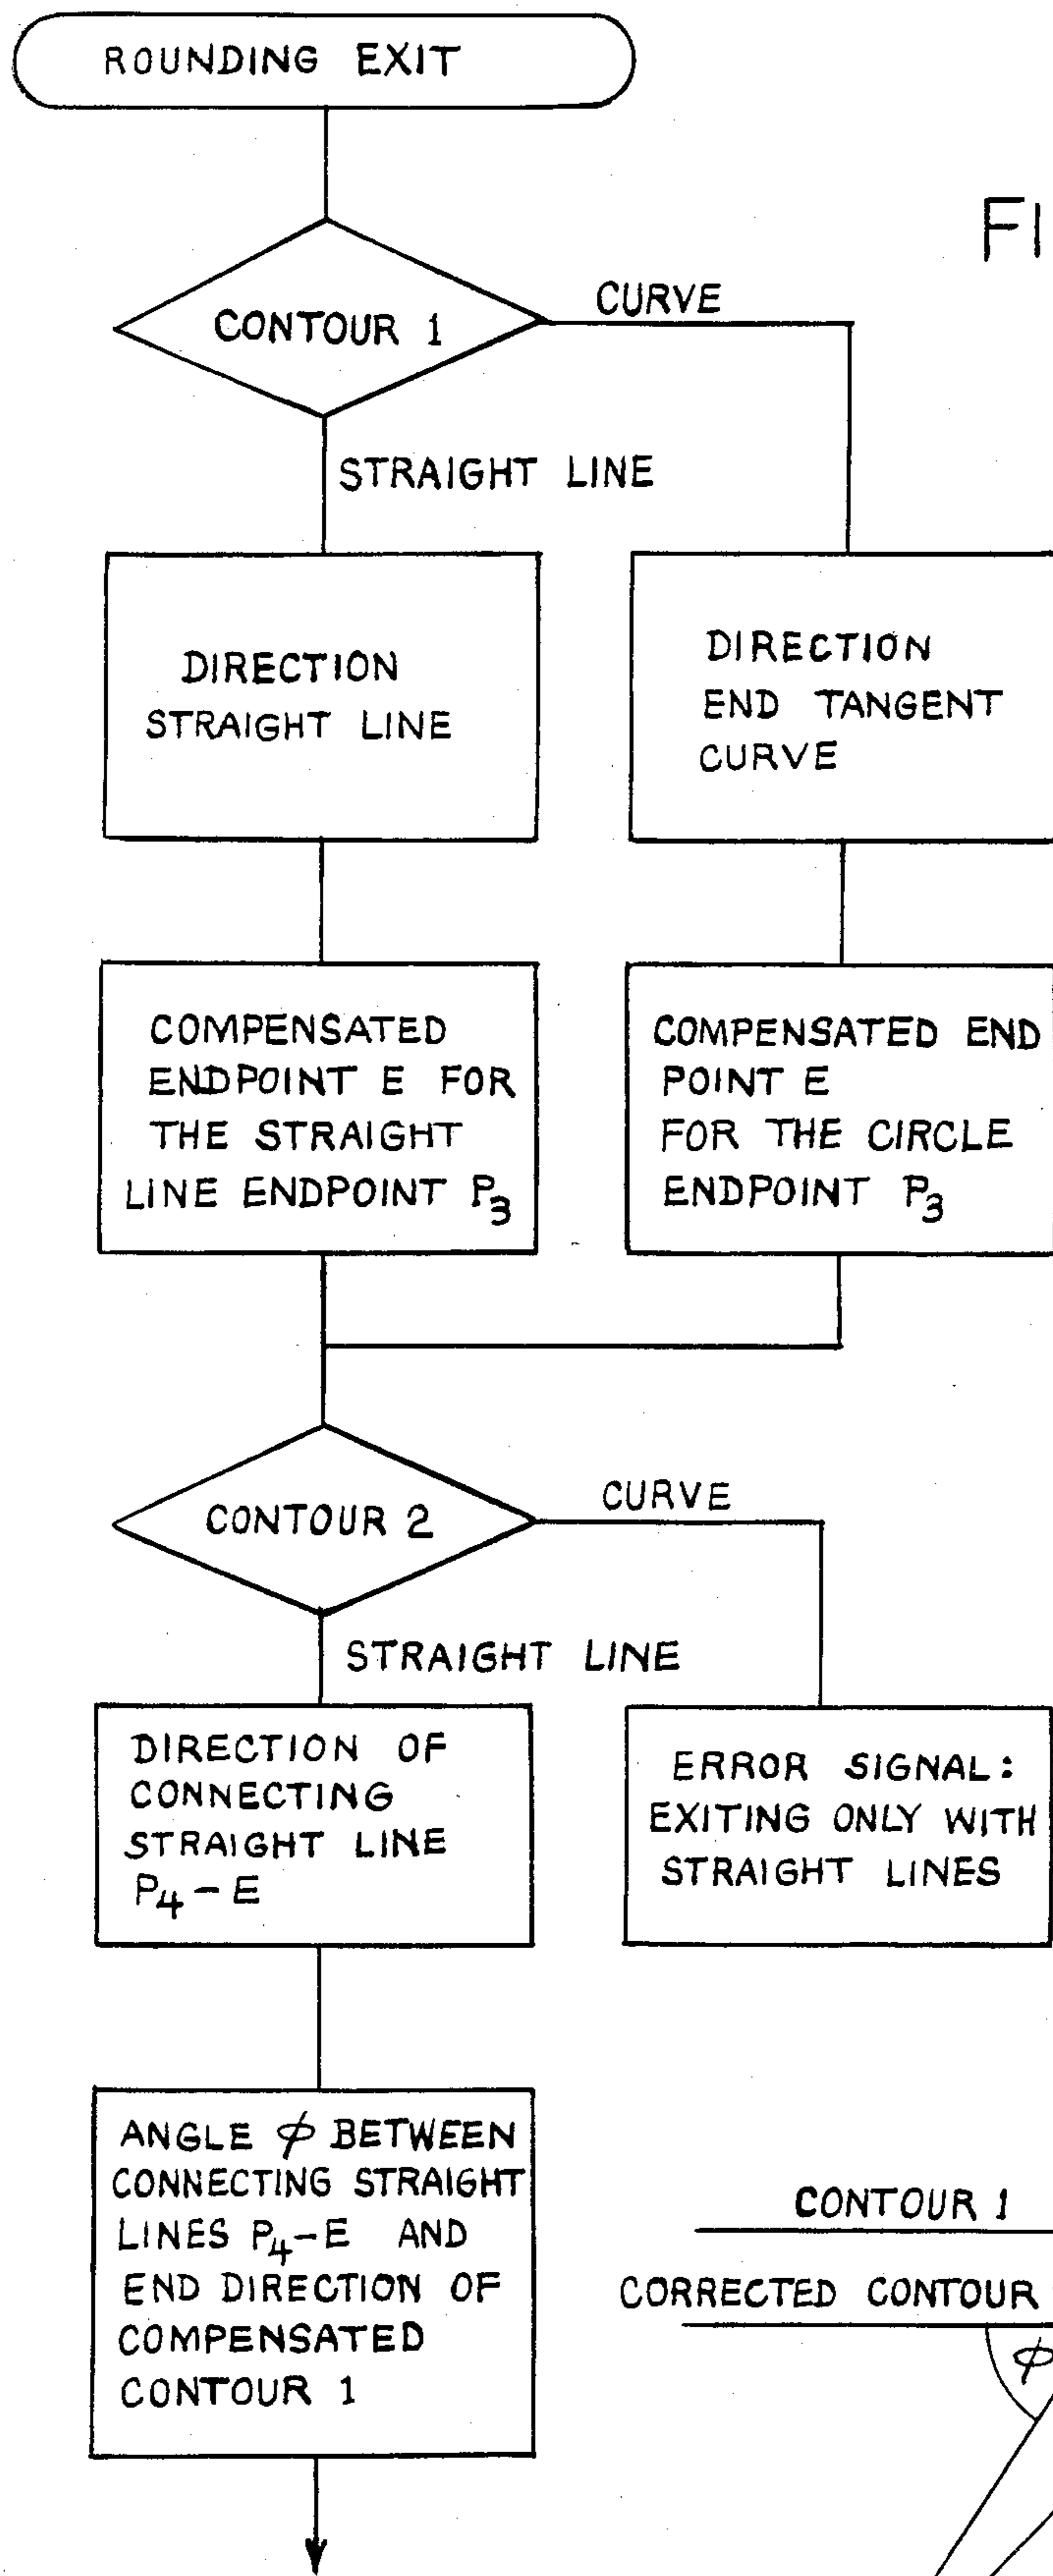 ROUNDING EXIT
FI
CONTOUR 1
CURVE
STRAIGHT LINE
DIRECTION
STRAIGHT LINE
DIRECTION
END TANGENT
CURVE
COMPENSATED
ENDPOINT E FOR
THE STRAIGHT
LINE ENDPOINT P3
COMPENSATED END
POINT E
FOR THE CIRCLE
ENDPOINT P3
CONTOUR 2
CURVE
STRAIGHT LINE
DIRECTION OF
CONNECTING
STRAIGHT LINE
P4-E
ERROR SIGNAL:
EXITING ONLY WITH
STRAIGHT LINES
ANGLE ϕ BETWEEN
CONNECTING STRAIGHT
LINES P4-E AND
END DIRECTION OF
COMPENSATED
CONTOUR 1
CONTOUR 1
CORRECTED CONTOUR
ϕ